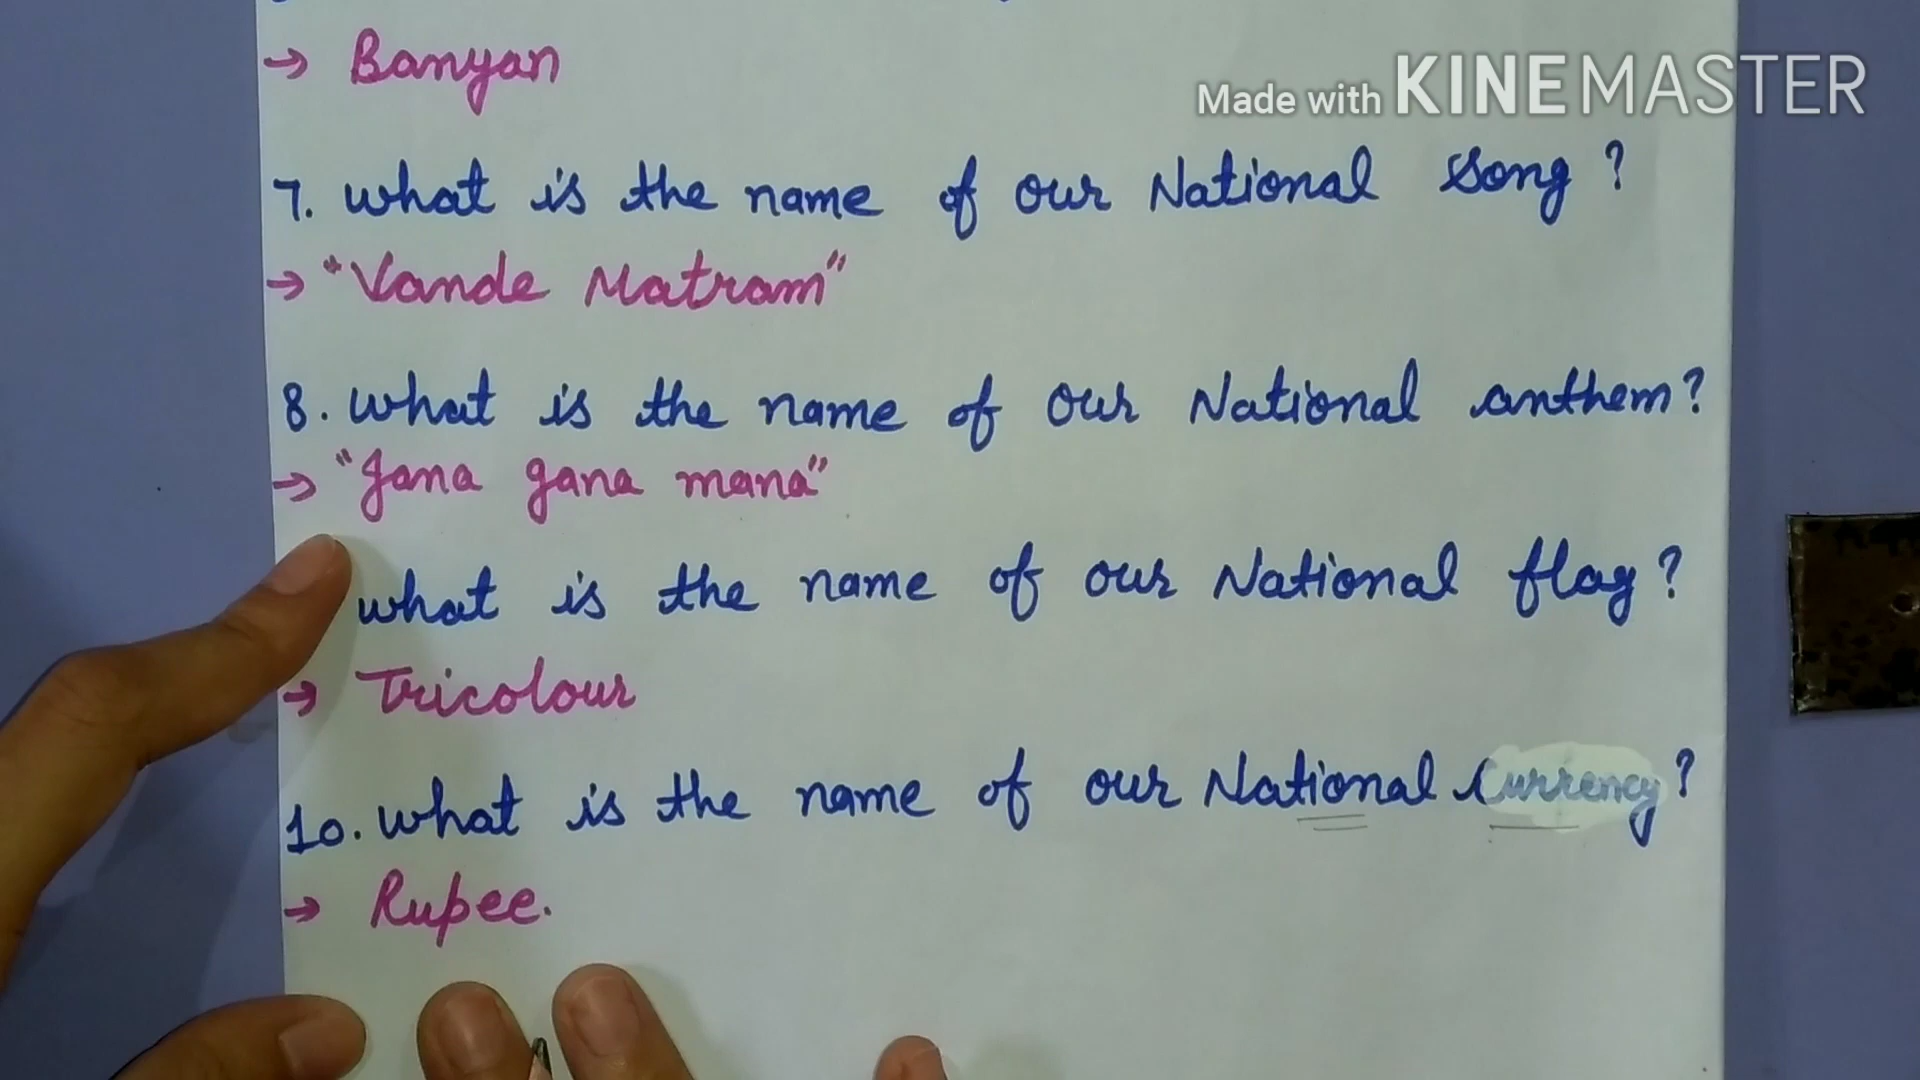 → Banyan
Made with KINEMASTER
7. what is the name of our National song ?
→ "Vande Matram"
8. what is the name of our National anthem?
→ "Jana gana mana"
what is the name of our National flag?
→ Tricolour
10. what is the name of our National Currency?
→ Rupee.